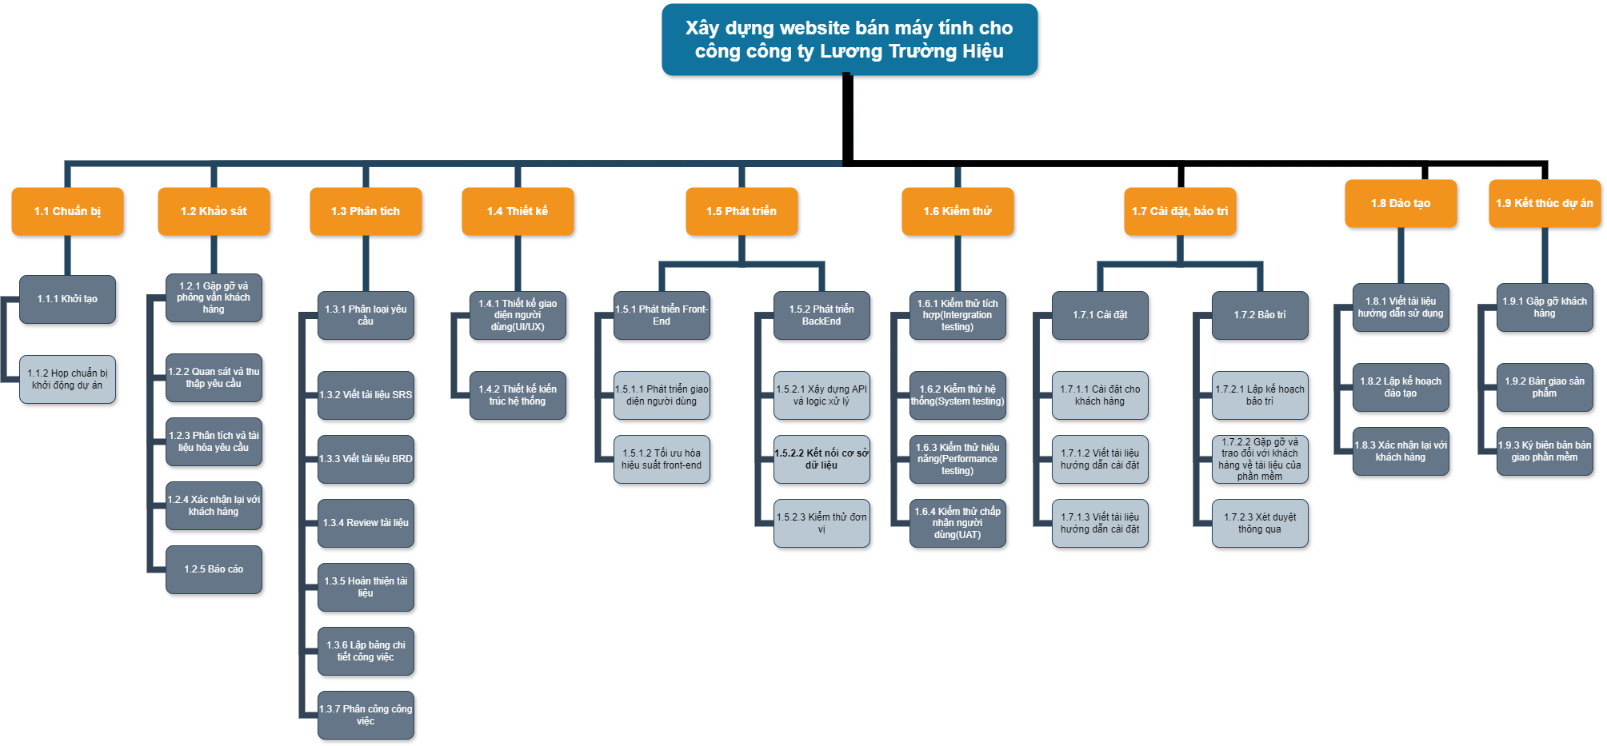 Xây dựng website bán máy tính cho
công công ty Lương Trường Hiệu
1.1 Chuẩn bị
1.2 Khảo sát
1.3 Phân tích
1.4 Thiết kế
1.5 Phát triển
1.6 Kiểm thử
1.7 Cài đặt, bảo trì
1.8 Đào tạo
1.9 Kết thúc dự án
1.1.1 Khởi tạo
1.1.2 Họp chuẩn bị
khởi động dự án
1.2.1 Gặp gỡ và
phỏng vấn khách
hàng
1.2.2 Quan sát và thu
thập yêu cầu
1.2.3 Phân tích và tài
liệu hóa yêu cầu
1.2.4 Xác nhận lại với
khách hàng
1.2.5 Báo cáo
1.3.1 Phân loại yêu
cầu
1.3.2 Viết tài liệu SRS
1.3.3 Viết tài liệu BRD
1.3.4 Review tài liệu
1.3.5 Hoàn thiện tài
liệu
1.3.6 Lập bảng chi
tiết công việc
1.3.7 Phân công công
việc
1.4.1 Thiết kế giao
diện người
dùng(UI/UX)
1.4.2 Thiết kế kiến
trúc hệ thống
1.5.1 Phát triển Front-
End
1.5.1.1 Phát triển giao
diện người dùng
1.5.1.2 Tối ưu hóa
hiệu suất front-end
1.5.2 Phát triển
BackEnd
1.5.2.1 Xây dựng API
và logic xử lý
1.5.2.2 Kết nối cơ sở
dữ liệu
1.5.2.3 Kiểm thử đơn
vị
1.6.1 Kiểm thử tích
hợp(Intergration
testing)
1.6.2 Kiểm thử hệ
thống(System testing)
1.6.3 Kiểm thử hiệu
năng(Performance
testing)
1.6.4 Kiểm thử chấp
nhận người
dùng(UAT)
1.7.1 Cài đặt
1.7.1.1 Cài đặt cho
khách hàng
1.7.1.2 Viết tài liệu
hướng dẫn cài đặt
1.7.1.3 Viết tài liệu
hướng dẫn cài đặt
1.7.2 Bảo trì
1.7.2.1 Lập kế hoạch
bảo trì
1.7.2.2 Gặp gỡ và
trao đổi với khách
hàng về tài liệu của
phần mềm
1.7.2.3 Xét duyệt
thông qua
1.8.1 Viết tài liệu
hướng dẫn sử dụng
1.8.2 Lập kế hoạch
đào tạo
1.8.3 Xác nhận lại với
khách hàng
1.9.1 Gặp gỡ khách
hàng
1.9.2 Bàn giao sản
phẩm
1.9.3 Ký biên bản bàn
giao phần mềm